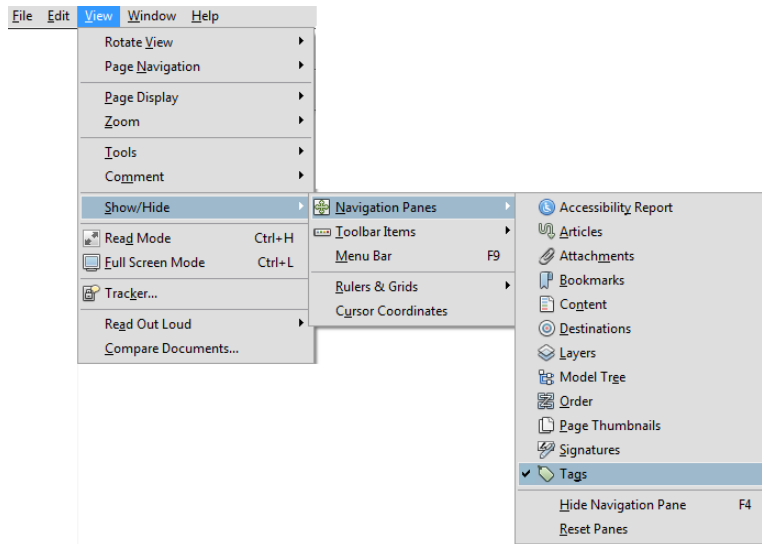 File Edit View Window Help
Rotate View
Page Navigation
Page Display
Zoom
Tools
Comment
Show/Hide
Read Mode Ctrl+H
Full Screen Mode Ctrl+L
Tracker...
Read Out Loud
Compare Documents...
Navigation Panes
Toolbar Items
Menu Bar F9
Rulers & Grids
Cursor Coordinates
Accessibility Report
Articles
Attachments
Bookmarks
Content
Destinations
Layers
Model Tree
Order
Page Thumbnails
Signatures
Tags
Hide Navigation Pane F4
Reset Panes